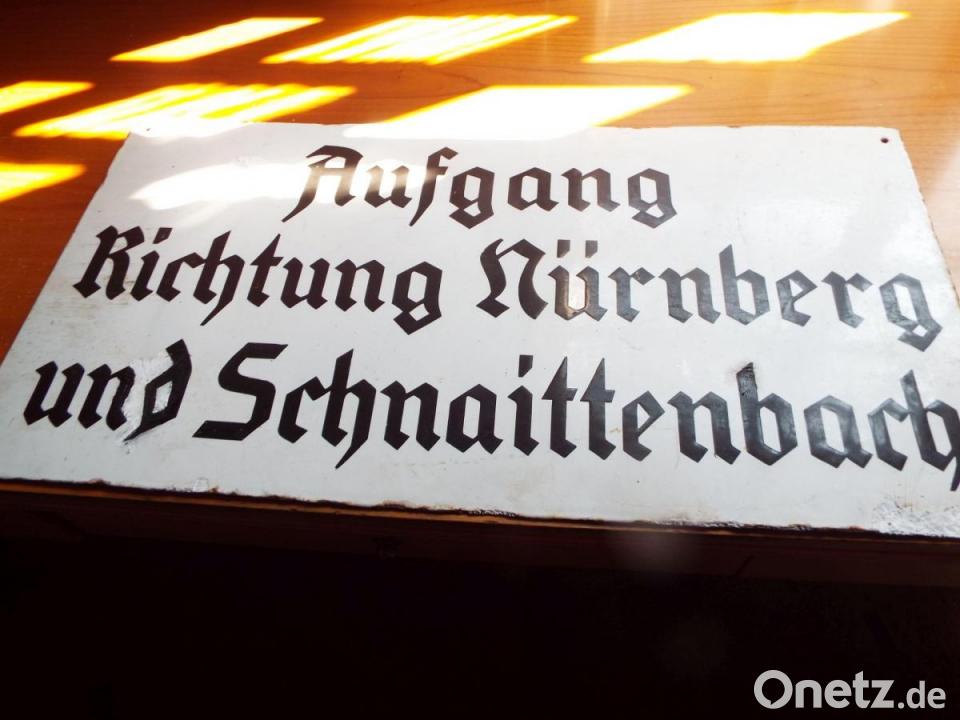 Aufgang
Richtung Nürnberg
und Schnaittenbach
Onetz.de